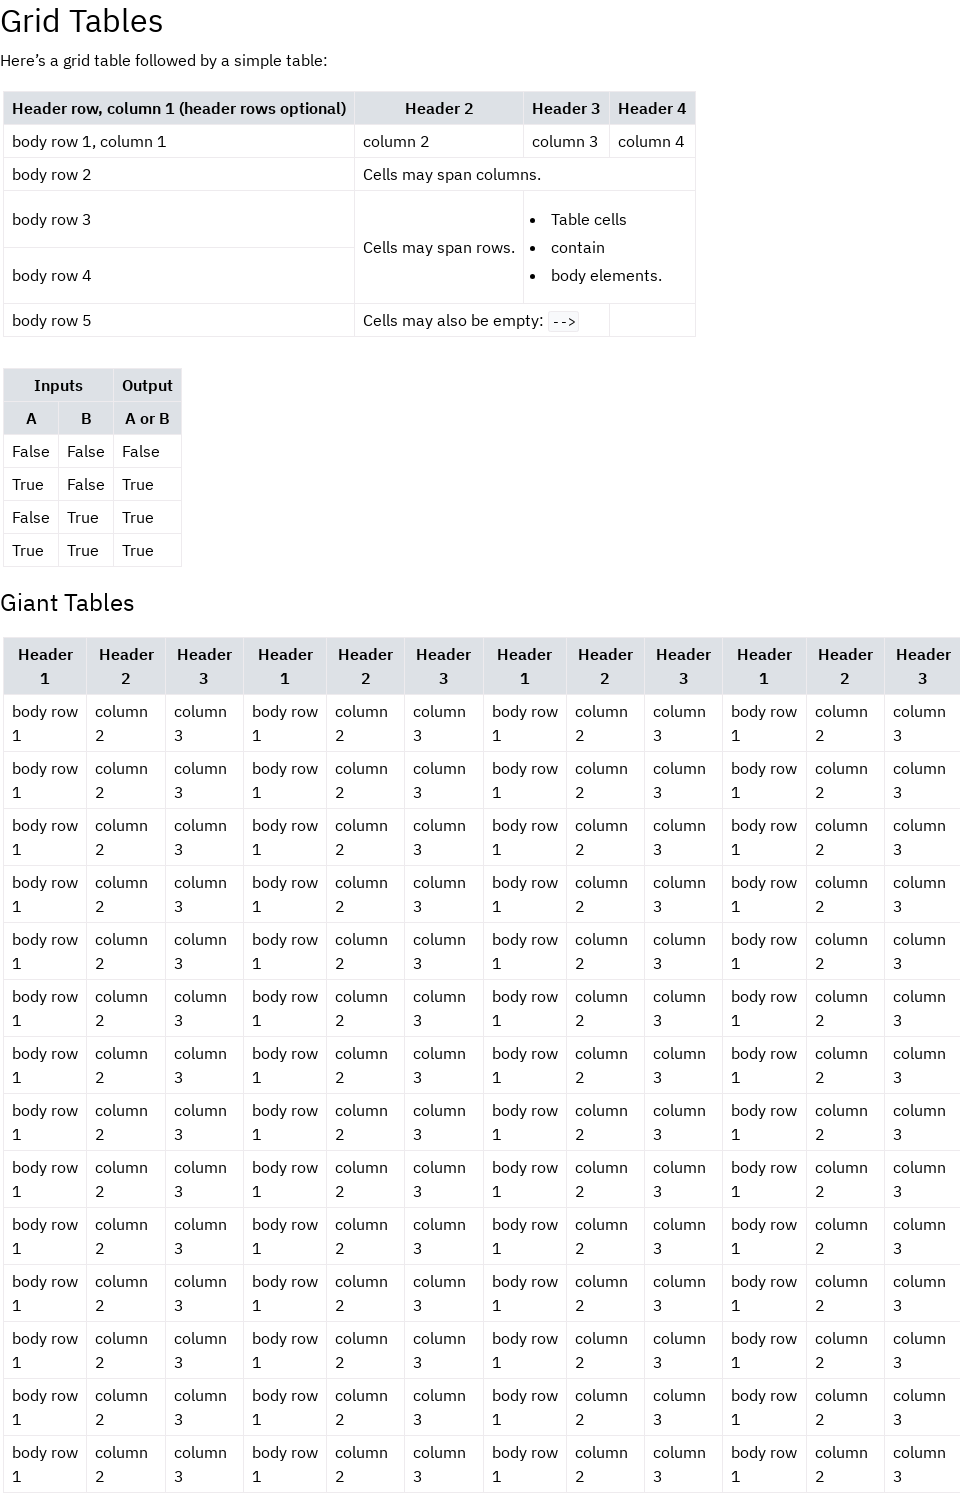 Grid Tables
Here’s a grid table followed by a simple table:
Header row, column 1 (header rows optional) Header 2 Header 3 Header 4
body row 1, column 1 column 2 column 3 column 4
body row 2 Cells may span columns.
body row 3 Cells may span rows. • Table cells
• contain
body row 4 • body elements.
body row 5 Cells may also be empty: -->
Inputs Output
A B A or B
False False False
True False True
False True True
True True True
Giant Tables
Header Header Header Header Header Header Header Header Header Header Header Header
1 2 3 1 2 3 1 2 3 1 2 3
body row column column body row column column body row column column body row column column
1 2 3 1 2 3 1 2 3 1 2 3
body row column column body row column column body row column column body row column column
1 2 3 1 2 3 1 2 3 1 2 3
body row column column body row column column body row column column body row column column
1 2 3 1 2 3 1 2 3 1 2 3
body row column column body row column column body row column column body row column column
1 2 3 1 2 3 1 2 3 1 2 3
body row column column body row column column body row column column body row column column
1 2 3 1 2 3 1 2 3 1 2 3
body row column column body row column column body row column column body row column column
1 2 3 1 2 3 1 2 3 1 2 3
body row column column body row column column body row column column body row column column
1 2 3 1 2 3 1 2 3 1 2 3
body row column column body row column column body row column column body row column column
1 2 3 1 2 3 1 2 3 1 2 3
body row column column body row column column body row column column body row column column
1 2 3 1 2 3 1 2 3 1 2 3
body row column column body row column column body row column column body row column column
1 2 3 1 2 3 1 2 3 1 2 3
body row column column body row column column body row column column body row column column
1 2 3 1 2 3 1 2 3 1 2 3
body row column column body row column column body row column column body row column column
1 2 3 1 2 3 1 2 3 1 2 3
body row column column body row column column body row column column body row column column
1 2 3 1 2 3 1 2 3 1 2 3
body row column column body row column column body row column column body row column column
1 2 3 1 2 3 1 2 3 1 2 3